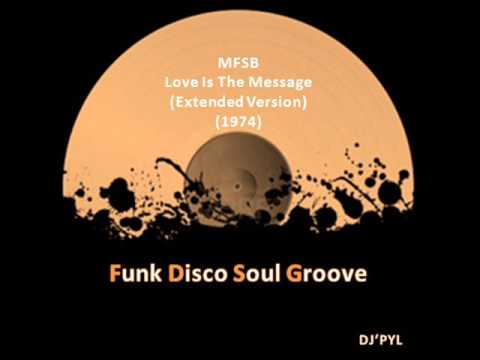 MFSB
Love Is The Message
(Extended Version)
(1974)
Funk Disco Soul Groove
DJ'PYL